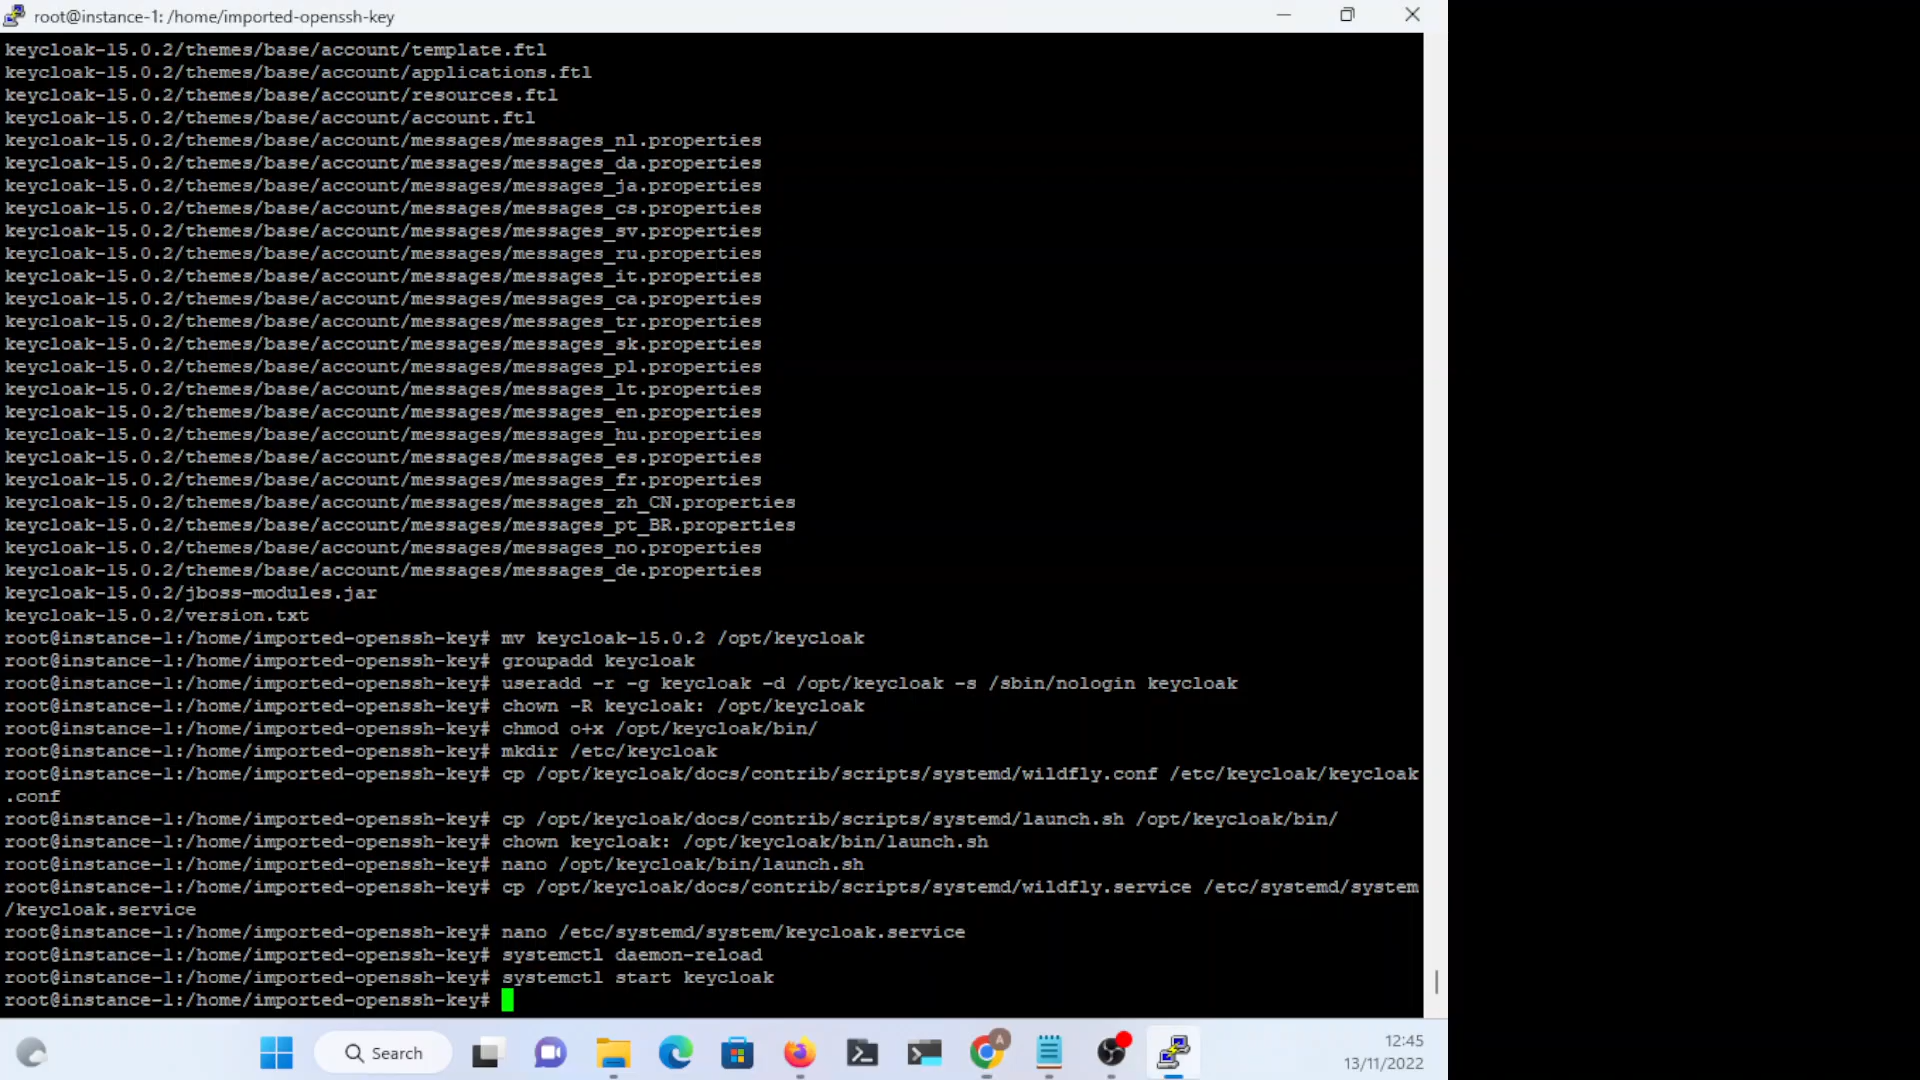 root@instance-1: /home/imported-openssh-key
keycloak-15.0.2/themes/base/account/template.ftl
keycloak-15.0.2/themes/base/account/applications.ftl
keycloak-15.0.2/themes/base/account/resources.ftl
keycloak-15.0.2/themes/base/account/account.ftl
keycloak-15.0.2/themes/base/account/messages/messages_nl.properties
keycloak-15.0.2/themes/base/account/messages/messages_da.properties
keycloak-15.0.2/themes/base/account/messages/messages_ja.properties
keycloak-15.0.2/themes/base/account/messages/messages_cs.properties
keycloak-15.0.2/themes/base/account/messages/messages_sv.properties
keycloak-15.0.2/themes/base/account/messages/messages_ru.properties
keycloak-15.0.2/themes/base/account/messages/messages_it.properties
keycloak-15.0.2/themes/base/account/messages/messages_ca.properties
keycloak-15.0.2/themes/base/account/messages/messages_tr.properties
keycloak-15.0.2/themes/base/account/messages/messages_sk.properties
keycloak-15.0.2/themes/base/account/messages/messages_pl.properties
keycloak-15.0.2/themes/base/account/messages/messages_lt.properties
keycloak-15.0.2/themes/base/account/messages/messages_en.properties
keycloak-15.0.2/themes/base/account/messages/messages_hu.properties
keycloak-15.0.2/themes/base/account/messages/messages_es.properties
keycloak-15.0.2/themes/base/account/messages/messages_fr.properties
keycloak-15.0.2/themes/base/account/messages/messages_zh_CN.properties
keycloak-15.0.2/themes/base/account/messages/messages_pt_BR.properties
keycloak-15.0.2/themes/base/account/messages/messages_no.properties
keycloak-15.0.2/themes/base/account/messages/messages_de.properties
keycloak-15.0.2/jboss-modules.jar
keycloak-15.0.2/version.txt
root@instance-1:/home/imported-openssh-key# mv keycloak-15.0.2 /opt/keycloak
root@instance-1:/home/imported-openssh-key# groupadd keycloak
root@instance-1:/home/imported-openssh-key# useradd -r -g keycloak -d /opt/keycloak -s /sbin/nologin keycloak
root@instance-1:/home/imported-openssh-key# chown -R keycloak: /opt/keycloak
root@instance-1:/home/imported-openssh-key# chmod o+x /opt/keycloak/bin/
root@instance-1:/home/imported-openssh-key# mkdir /etc/keycloak
root@instance-1:/home/imported-openssh-key# cp /opt/keycloak/docs/contrib/scripts/systemd/wildfly.conf /etc/keycloak/keycloak
.conf
root@instance-1:/home/imported-openssh-key# cp /opt/keycloak/docs/contrib/scripts/systemd/launch.sh /opt/keycloak/bin/
root@instance-1:/home/imported-openssh-key# chown keycloak: /opt/keycloak/bin/launch.sh
root@instance-1:/home/imported-openssh-key# nano /opt/keycloak/bin/launch.sh
root@instance-1:/home/imported-openssh-key# cp /opt/keycloak/docs/contrib/scripts/systemd/wildfly.service /etc/systemd/system
/keycloak.service
root@instance-1:/home/imported-openssh-key# nano /etc/systemd/system/keycloak.service
root@instance-1:/home/imported-openssh-key# systemctl daemon-reload
root@instance-1:/home/imported-openssh-key# systemctl start keycloak
root@instance-1:/home/imported-openssh-key#
Search
A
12:45
13/11/2022